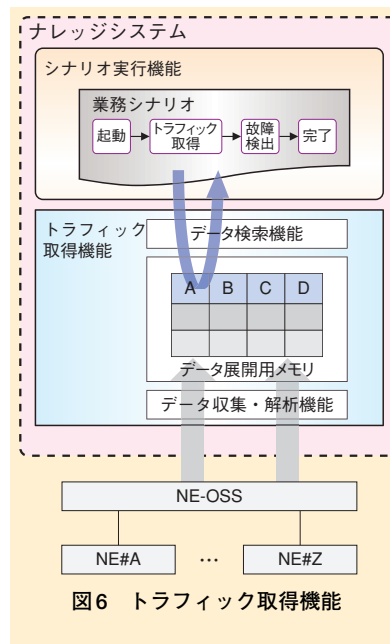 ナレッジシステム
シナリオ実行機能
業務シナリオ
起動
トラフィック
取得
故障
検出
完了
トラフィック
取得機能
データ検索機能
A B C D
データ展開用メモリ
データ収集・解析機能
NE-OSS
NE#A … NE#Z
図6 トラフィック取得機能